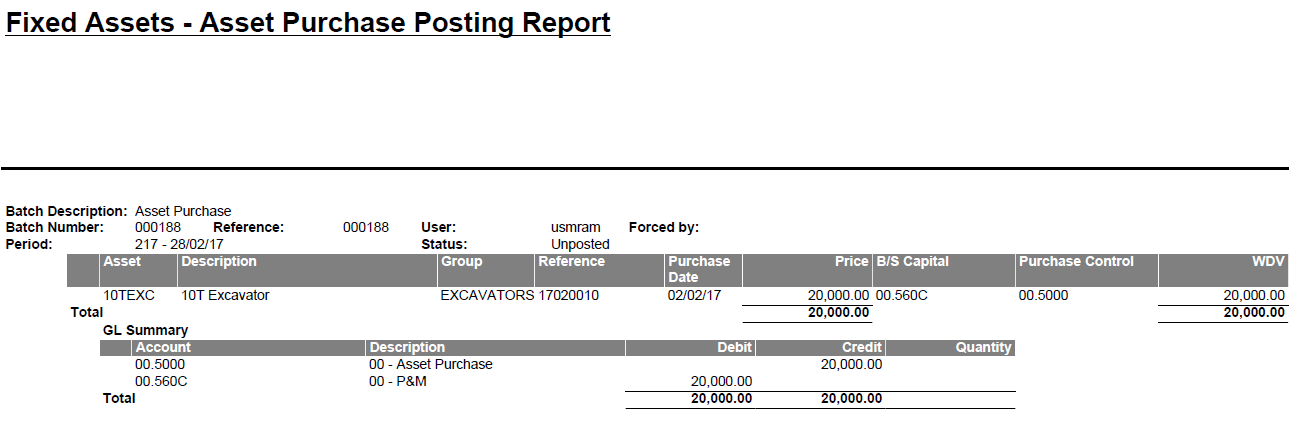 Fixed Assets - Asset Purchase Posting Report
Batch Description: Asset Purchase
Batch Number: 000188 Reference: 000188 User: usmram Forced by:
Period: 217 - 28/02/17 Status: Unposted
Asset Description Group Reference Purchase Date Price B/S Capital Purchase Control WDV
10TEXC 10T Excavator EXCAVATORS 17020010 02/02/17 20,000.00 00.560C 00.5000 20,000.00
Total 20,000.00 20,000.00
GL Summary
Account Description Debit Credit Quantity
00.5000 00 - Asset Purchase 20,000.00
00.560C 00 - P&M 20,000.00
Total 20,000.00 20,000.00